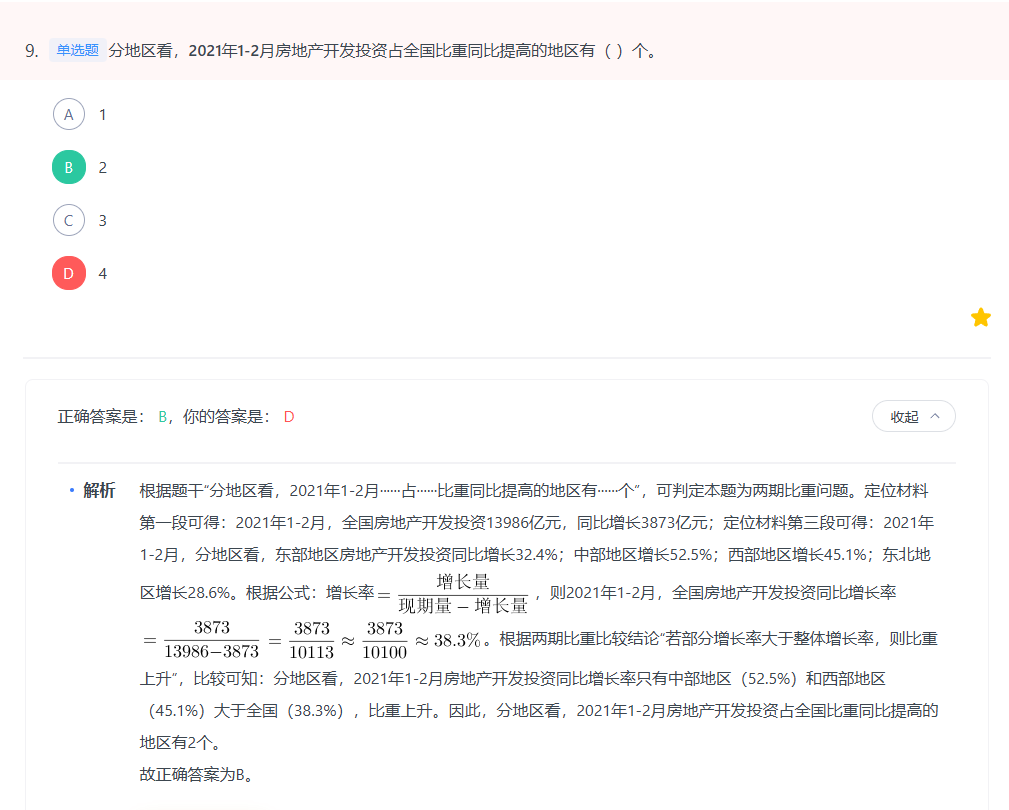 9. 单选题 分地区看，2021年1-2月房地产开发投资占全国比重同比提高的地区有（ ）个。
A 1
B 2
C 3
D 4
正确答案是： B，你的答案是： D
收起
解析 根据题干“分地区看，2021年1-2月······占······比重同比提高的地区有······个”，可判定本题为两期比重问题。定位材料
第一段可得：2021年1-2月，全国房地产开发投资13986亿元，同比增长3873亿元；定位材料第三段可得：2021年
1-2月，分地区看，东部地区房地产开发投资同比增长32.4%；中部地区增长52.5%；西部地区增长45.1%；东北地
区增长28.6%。根据公式：增长率 = 增长量 / 现期量 − 增长量 ，则2021年1-2月，全国房地产开发投资同比增长率
= 3873 / 13986−3873 = 3873 / 10113 ≈ 3873 / 10100 ≈ 38.3%。根据两期比重比较结论“若部分增长率大于整体增长率，则比重
上升”，比较可知：分地区看，2021年1-2月房地产开发投资同比增长率只有中部地区（52.5%）和西部地区
（45.1%）大于全国（38.3%），比重上升。因此，分地区看，2021年1-2月房地产开发投资占全国比重同比提高的
地区有2个。
故正确答案为B。